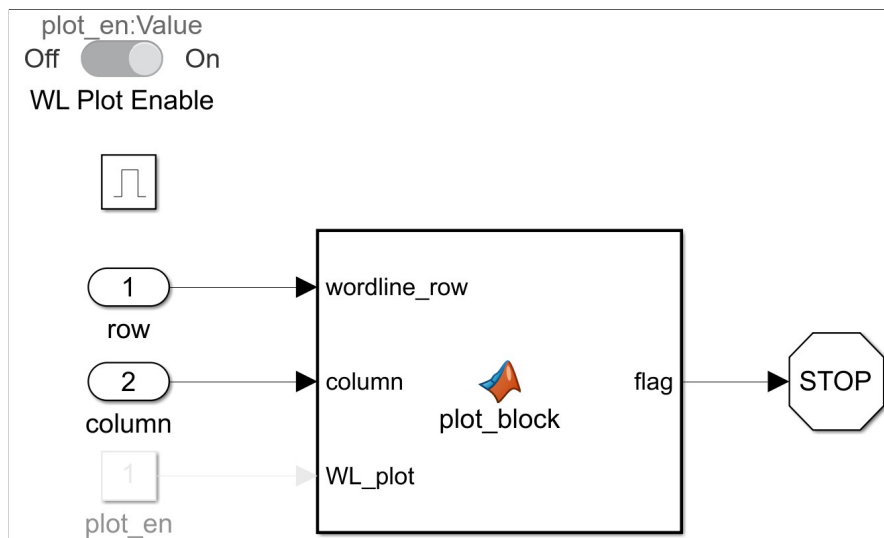 plot_en:Value
Off On
WL Plot Enable
1
wordline_row
row
2
column
flag
STOP
plot_block
column
1
WL_plot
plot_en